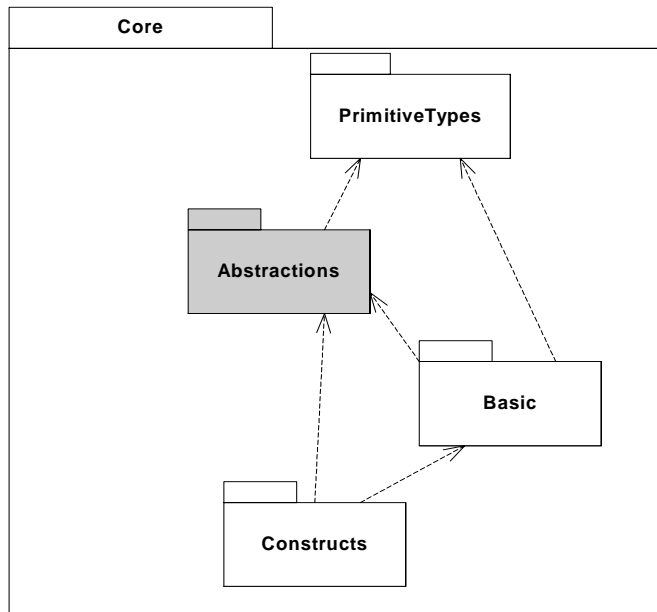 Core
PrimitiveTypes
Abstractions
Basic
Constructs